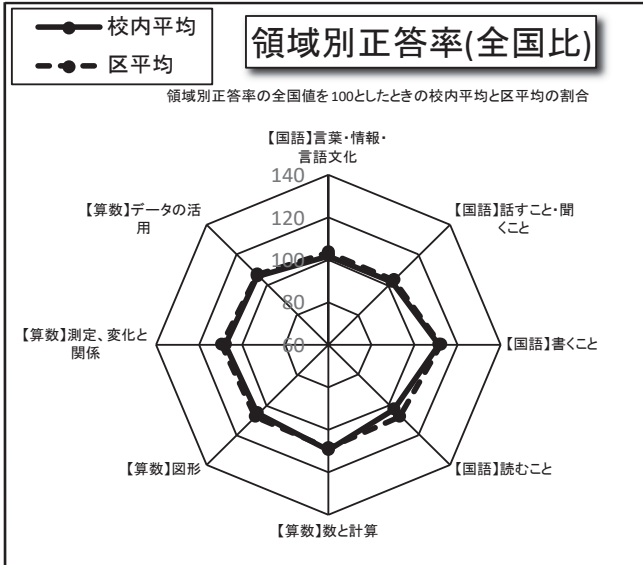 校内平均
区平均
領域別正答率(全国比)
領域別正答率の全国値を100としたときの校内平均と区平均の割合
【国語】言葉・情報・
言語文化
140
120
100
80
60
【国語】話すこと・聞
くこと
【国語】書くこと
【国語】読むこと
【算数】数と計算
【算数】図形
【算数】測定、変化と
関係
【算数】データの活
用